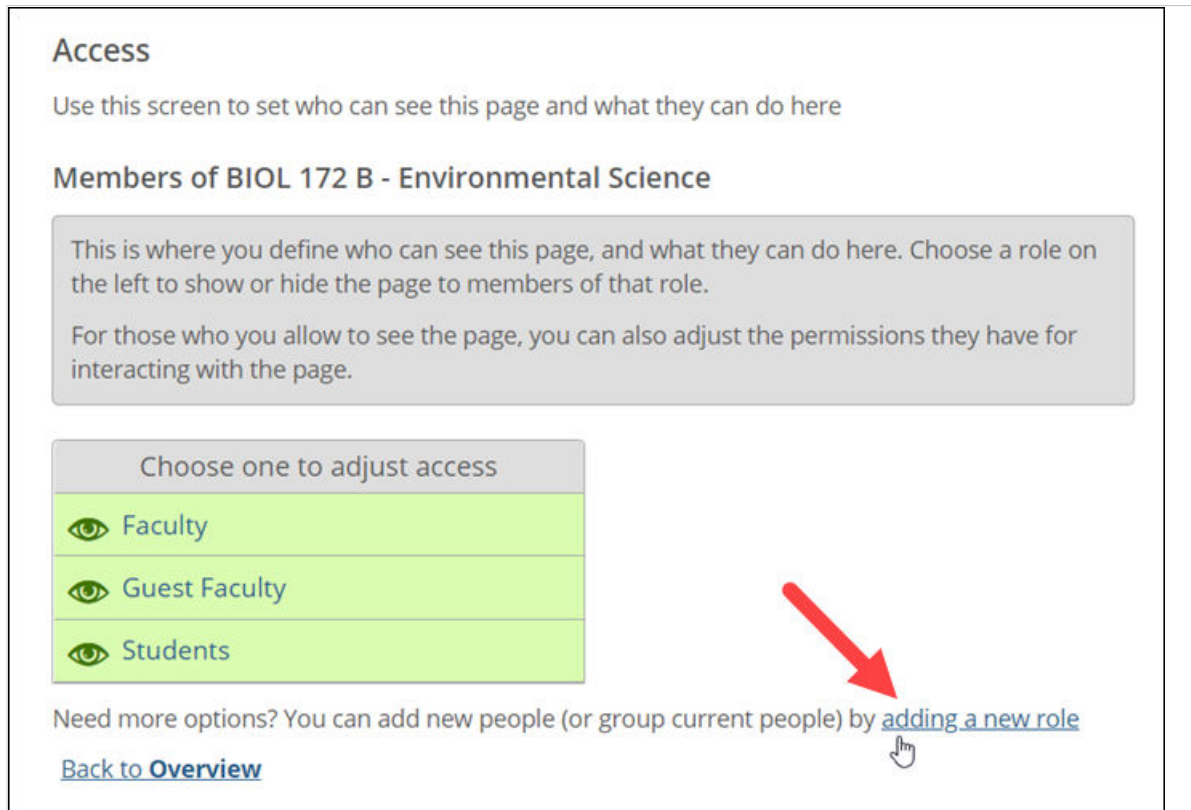 Access
Use this screen to set who can see this page and what they can do here
Members of BIOL 172 B - Environmental Science
This is where you define who can see this page, and what they can do here. Choose a role on
the left to show or hide the page to members of that role.
For those who you allow to see the page, you can also adjust the permissions they have for
interacting with the page.
Choose one to adjust access
Faculty
Guest Faculty
Students
Need more options? You can add new people (or group current people) by adding a new role
Back to Overview